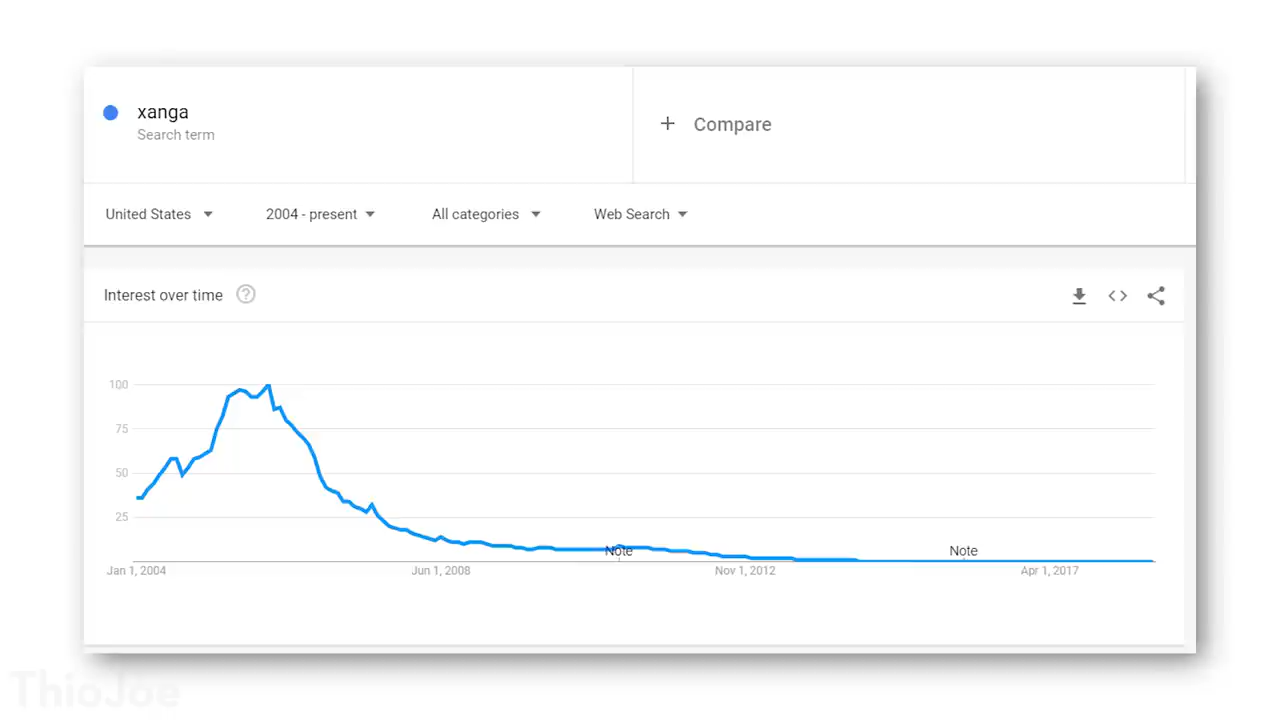 xanga
Search term
+ Compare
United States
2004 - present
All categories
Web Search
Interest over time ?
100
75
50
25
Note
Note
Jan 1, 2004
Jun 1, 2008
Nov 1, 2012
Apr 1, 2017
ThioJoe